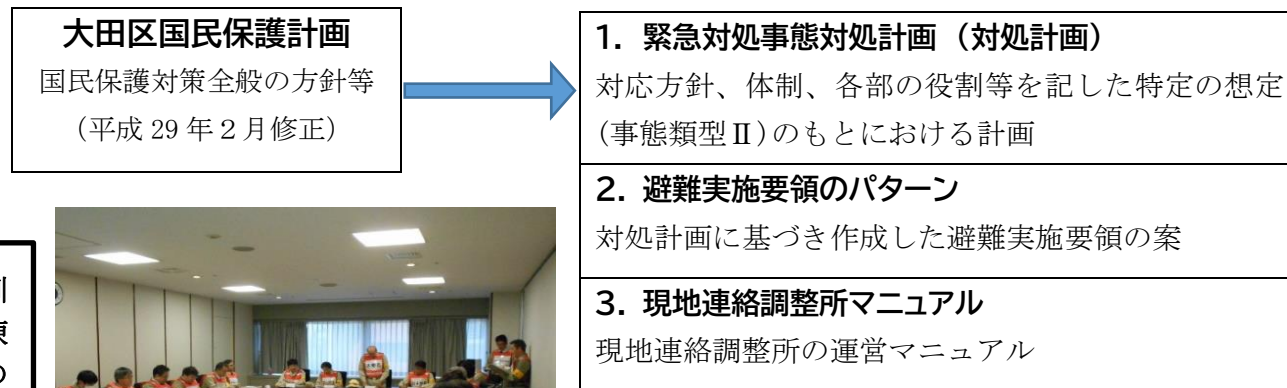 大田区国民保護計画
国民保護対策全般の方針等
（平成 29 年２月修正）
1. 緊急対処事態対処計画（対処計画）
対応方針、体制、各部の役割等を記した特定の想定
(事態類型Ⅱ)のもとにおける計画
2. 避難実施要領のパターン
対処計画に基づき作成した避難実施要領の案
3. 現地連絡調整所マニュアル
現地連絡調整所の運営マニュアル
の